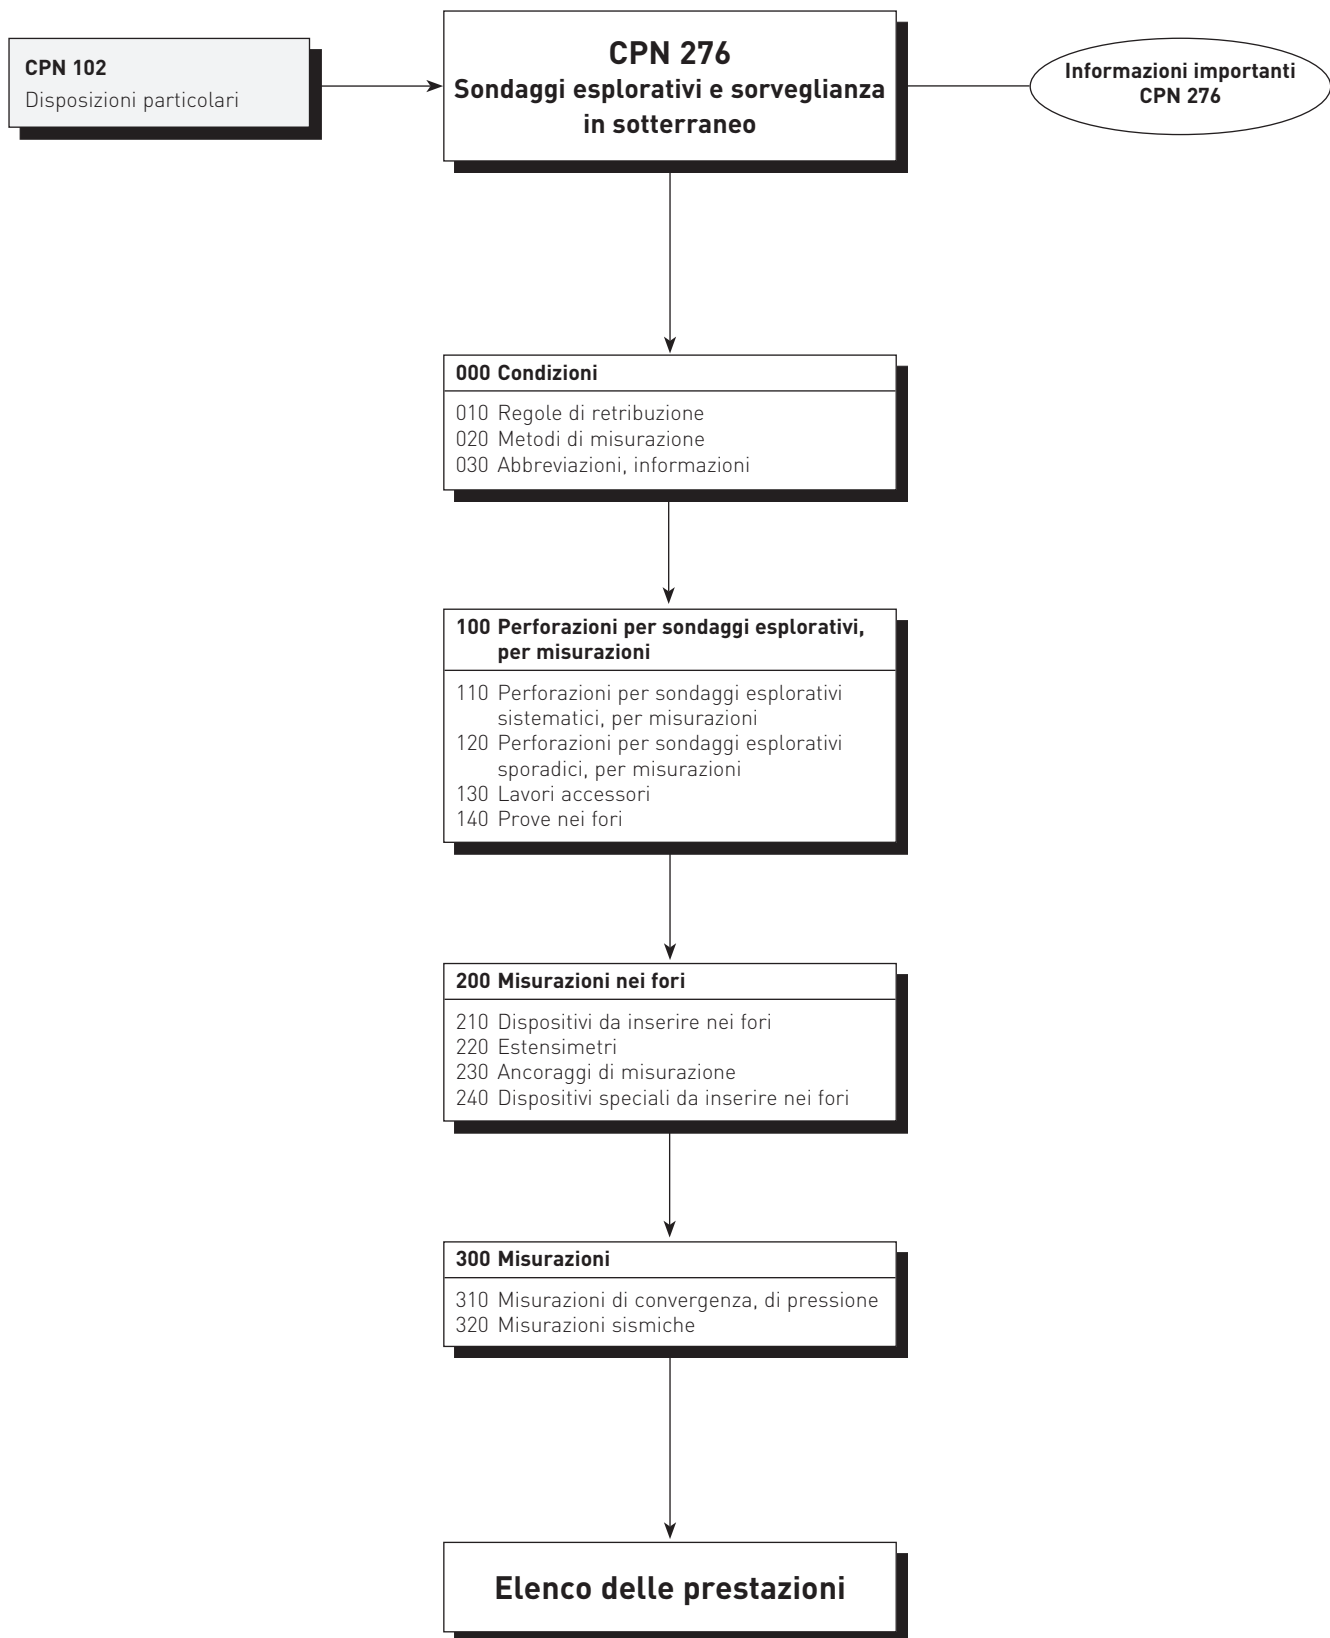 CPN 102
Disposizioni particolari
CPN 276
Sondaggi esplorativi e sorveglianza
in sotterraneo
Informazioni importanti
CPN 276
000 Condizioni
010 Regole di retribuzione
020 Metodi di misurazione
030 Abbreviazioni, informazioni
100 Perforazioni per sondaggi esplorativi,
per misurazioni
110 Perforazioni per sondaggi esplorativi
sistematici, per misurazioni
120 Perforazioni per sondaggi esplorativi
sporadici, per misurazioni
130 Lavori accessori
140 Prove nei fori
200 Misurazioni nei fori
210 Dispositivi da inserire nei fori
220 Estensimetri
230 Ancoraggi di misurazione
240 Dispositivi speciali da inserire nei fori
300 Misurazioni
310 Misurazioni di convergenza, di pressione
320 Misurazioni sismiche
Elenco delle prestazioni